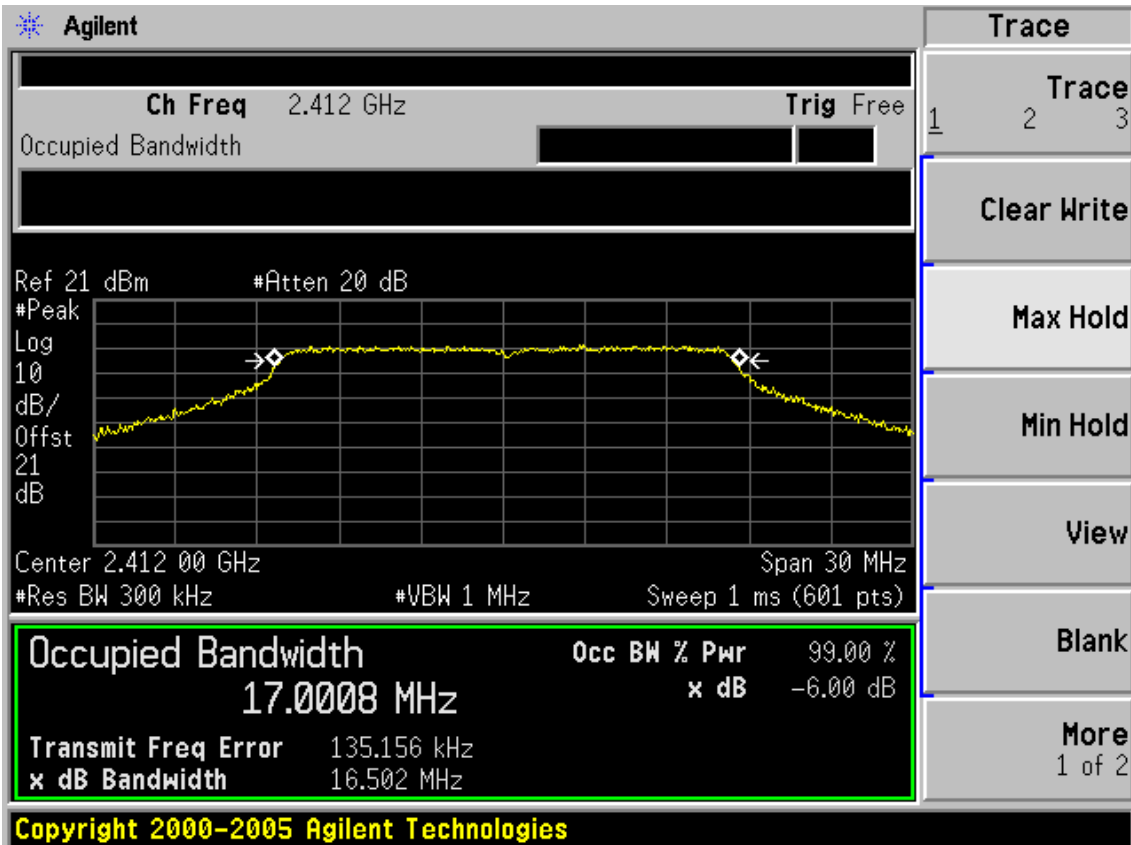 Agilent
Trace
Ch Freq 2.412 GHz Trig Free
Occupied Bandwidth
Ref 21 dBm #Atten 20 dB
#Peak
Log
10
dB/
Offst
21
dB
Center 2.412 00 GHz Span 30 MHz
#Res BW 300 kHz #VBW 1 MHz Sweep 1 ms (601 pts)
Occupied Bandwidth
17.0008 MHz
Occ BW % Pwr 99.00 %
x dB -6.00 dB
Transmit Freq Error 135.156 kHz
x dB Bandwidth 16.502 MHz
Copyright 2000-2005 Agilent Technologies
Trace
1 2 3
Clear Write
Max Hold
Min Hold
View
Blank
More
1 of 2